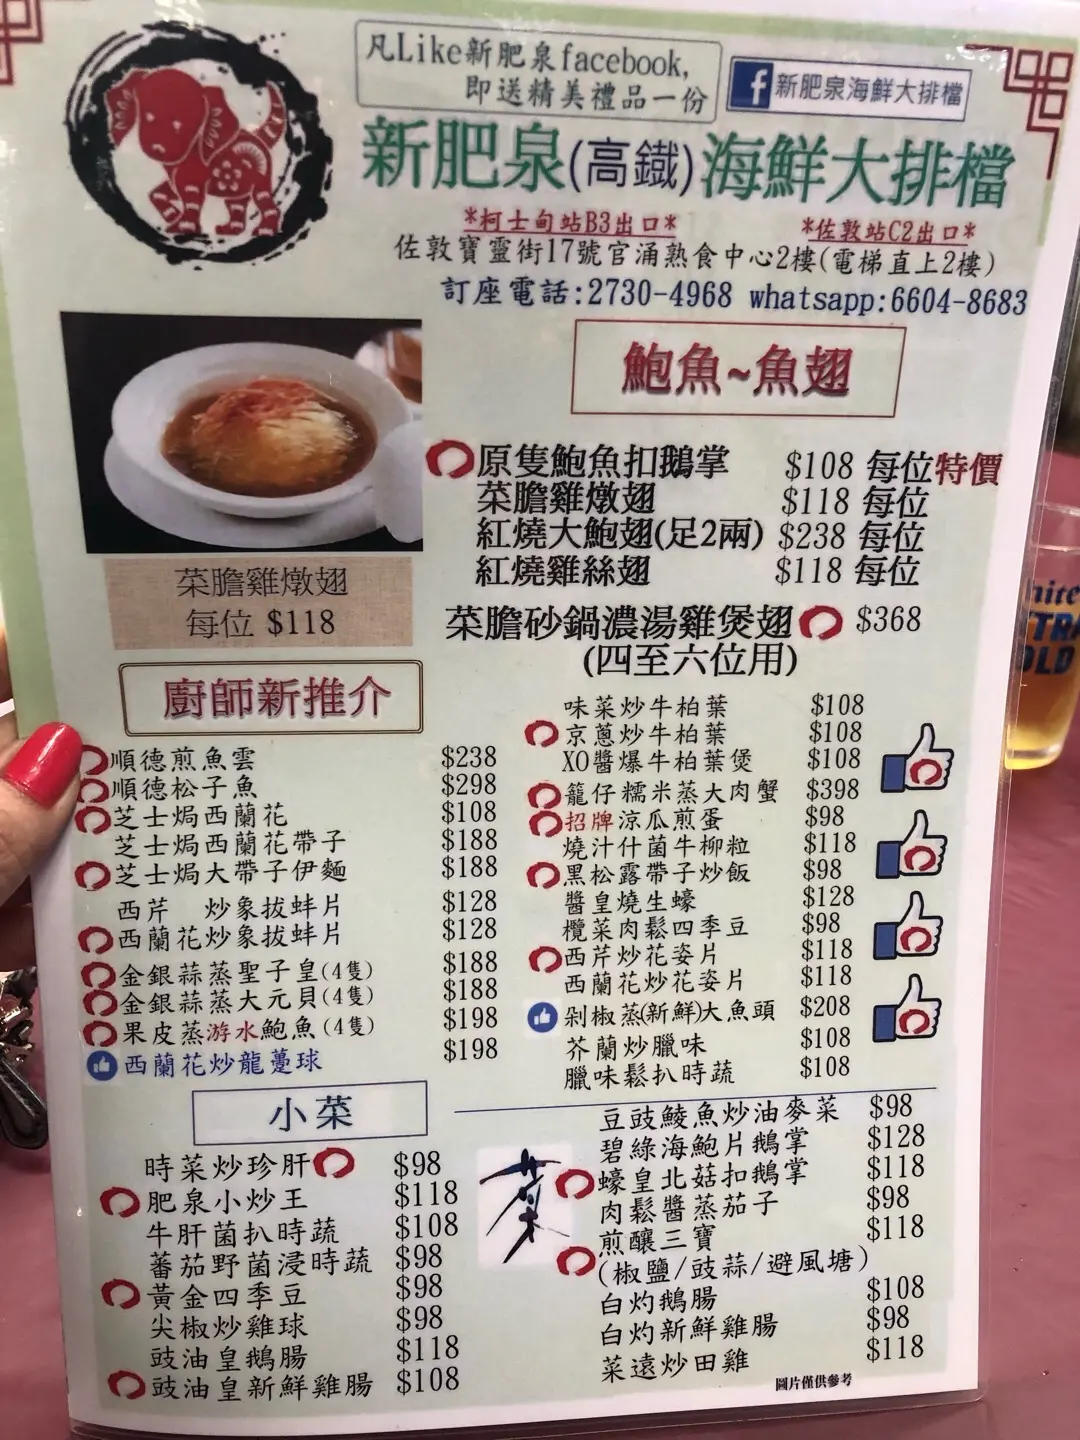 凡Like新肥泉facebook,
即送精美禮品一份
f 新肥泉海鮮大排檔
新肥泉(高鐵)海鮮大排檔
*柯士甸站B3出口* *佐敦站C2出口*
佐敦寶靈街17號官涌熟食中心2樓(電梯直上2樓)
訂座電話:2730-4968 whatsapp:6604-8683
鮑魚~魚翅
原隻鮑魚扣鵝掌 $108 每位特價
菜膽雞燉翅 $118 每位
紅燒大鮑翅(足2兩) $238 每位
紅燒雞絲翅 $118 每位
菜膽砂鍋濃湯雞煲翅 $368
(四至六位用)
菜膽雞燉翅
每位 $118
廚師新推介
順德煎魚雲 $238
順德松子魚 $298
芝士焗西蘭花 $108
芝士焗西蘭花帶子 $188
芝士焗大帶子伊麵 $188
西芹 炒象拔蚌片 $128
西蘭花炒象拔蚌片 $128
金銀蒜蒸聖子皇(4隻) $188
金銀蒜蒸大元貝(4隻) $188
果皮蒸游水鮑魚(4隻) $198
西蘭花炒龍躉球 $198
味菜炒牛柏葉 $108
京蔥炒牛柏葉 $108
XO醬爆牛柏葉煲 $108
籠仔糯米蒸大肉蟹 $398
招牌涼瓜煎蛋 $98
燒汁什菌牛柳粒 $118
黑松露帶子炒飯 $98
醬皇燒生蠔 $128
欖菜肉鬆四季豆 $98
西芹炒花姿片 $118
西蘭花炒花姿片 $118
剁椒蒸(新鮮)大魚頭 $208
芥蘭炒臘味 $108
臘味鬆扒時蔬 $108
小菜
時菜炒珍肝 $98
肥泉小炒王 $118
牛肝菌扒時蔬 $108
蕃茄野菌浸時蔬 $98
黃金四季豆 $98
尖椒炒雞球 $98
豉油皇鵝腸 $118
豉油皇新鮮雞腸 $108
菜
豆豉鯪魚炒油麥菜 $98
碧綠海鮑片鵝掌 $128
蠔皇北菇扣鵝掌 $118
肉鬆醬蒸茄子 $98
煎釀三寶 $118
(椒鹽/豉蒜/避風塘)
白灼鵝腸 $108
白灼新鮮雞腸 $98
菜遠炒田雞 $118
圖片僅供參考